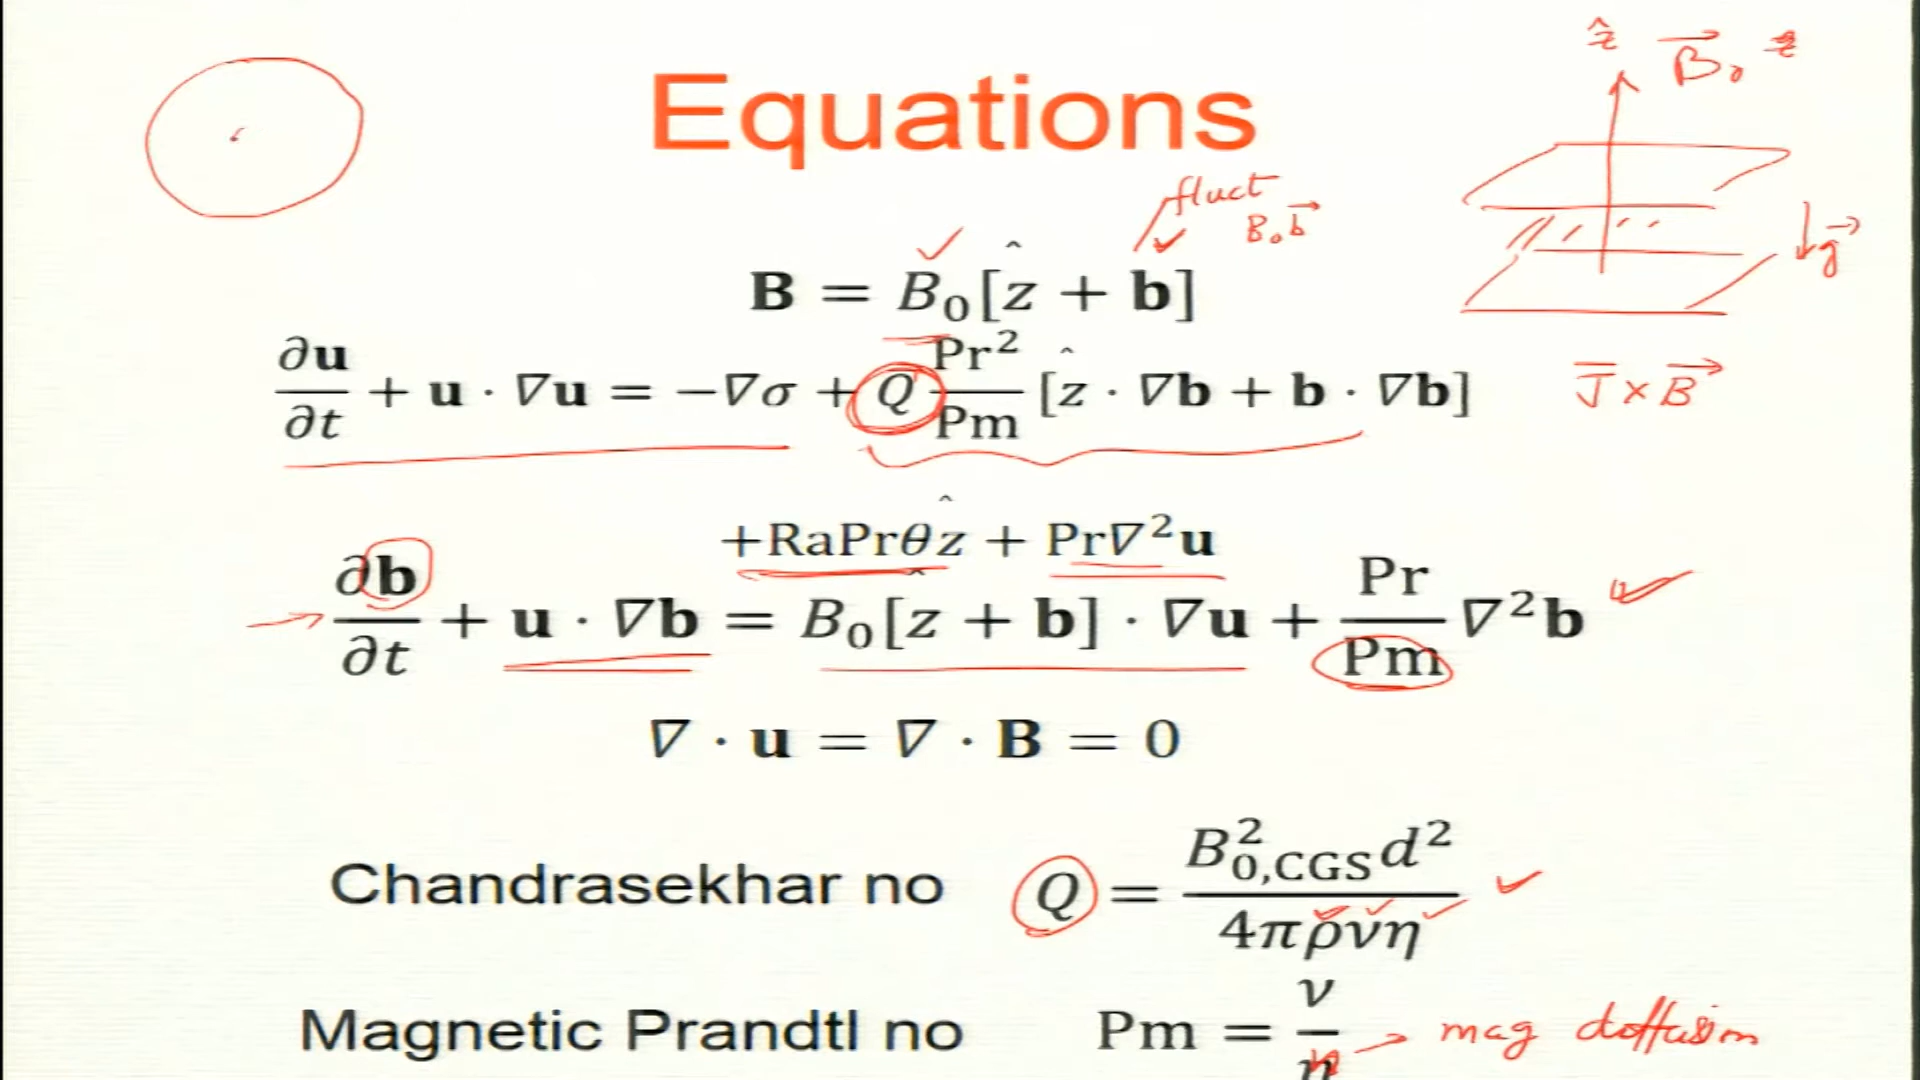 Equations
ẑ B⃗₀ z
fluct
B₀b⃗
B = B₀[ẑ + b]
g⃗
∂u/∂t + u · ∇u = −∇σ + Q Pr²/Pm [ẑ · ∇b + b · ∇b]
J̅ × B⃗
+RaPrθẑ + Pr∇²u
∂b/∂t + u · ∇b = B₀[ẑ + b] · ∇u + Pr/Pm ∇²b
∇ · u = ∇ · B = 0
Chandrasekhar no Q = B²₀,CGS d² / 4πρνη
Magnetic Prandtl no Pm = ν/η → mag diffusion